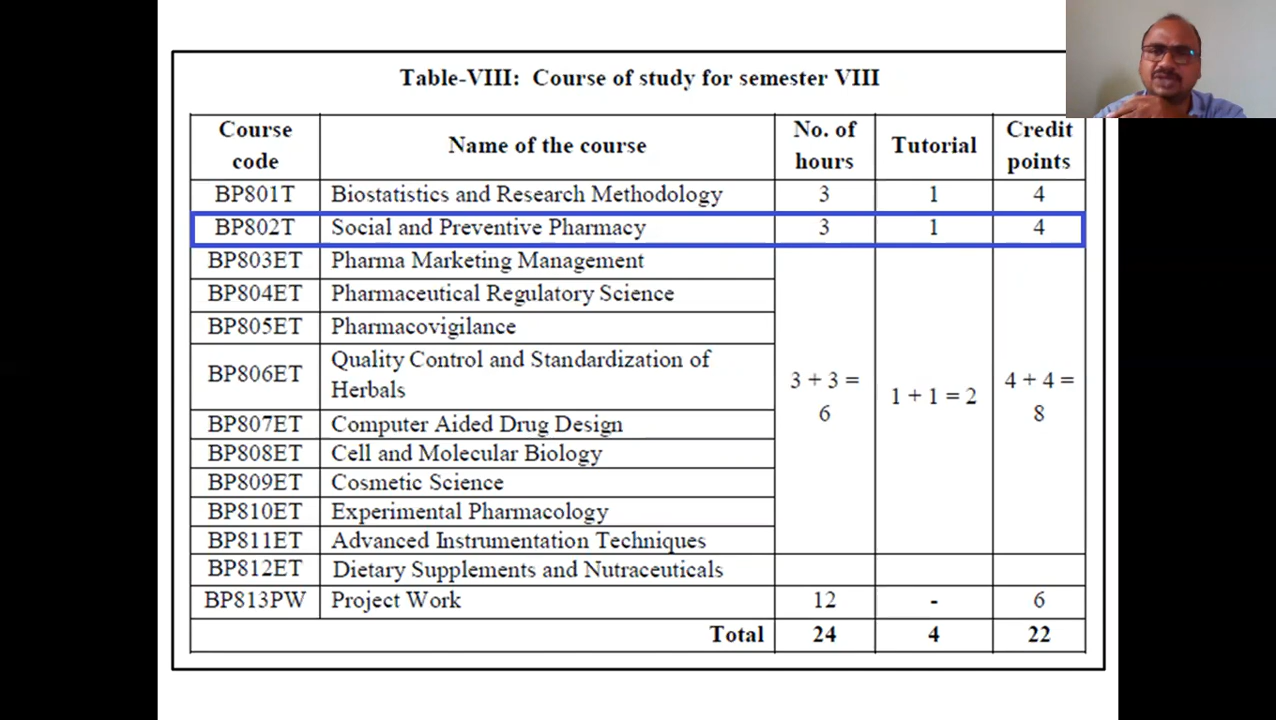 Table-VIII: Course of study for semester VIII
Course code Name of the course No. of hours Tutorial Credit points
BP801T Biostatistics and Research Methodology 3 1 4
BP802T Social and Preventive Pharmacy 3 1 4
BP803ET Pharma Marketing Management
BP804ET Pharmaceutical Regulatory Science
BP805ET Pharmacovigilance
BP806ET Quality Control and Standardization of Herbals
3 + 3 = 6 1 + 1 = 2 4 + 4 = 8
BP807ET Computer Aided Drug Design
BP808ET Cell and Molecular Biology
BP809ET Cosmetic Science
BP810ET Experimental Pharmacology
BP811ET Advanced Instrumentation Techniques
BP812ET Dietary Supplements and Nutraceuticals
BP813PW Project Work 12 - 6
Total 24 4 22